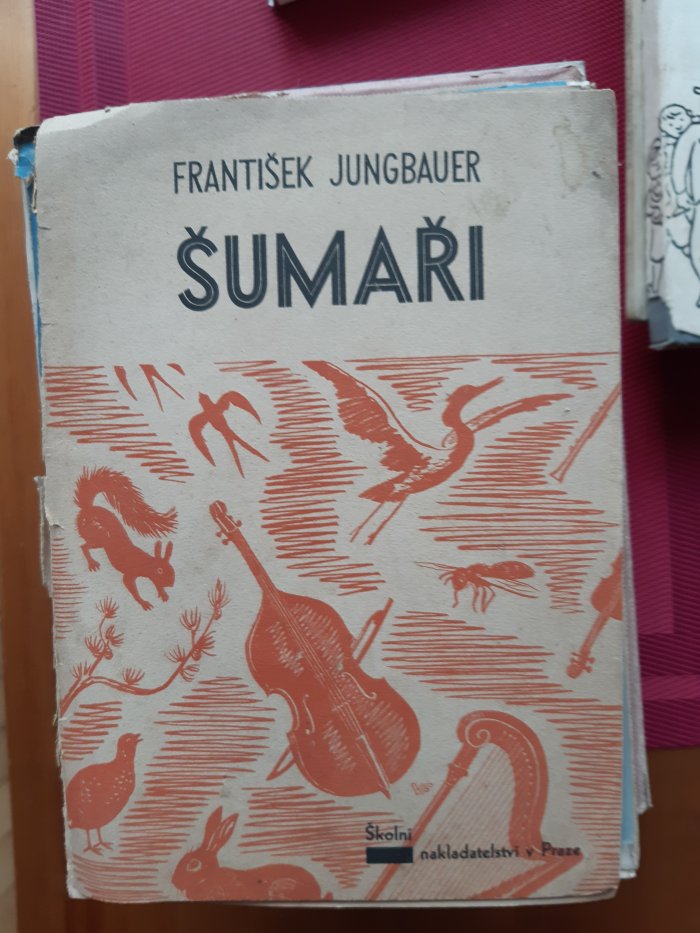 FRANTIŠEK JUNGBAUER
ŠUMAŘI
Školní
nakladatelství v Praze